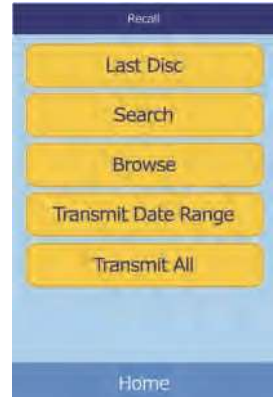 Recall
Last Disc
Search
Browse
Transmit Date Range
Transmit All
Home